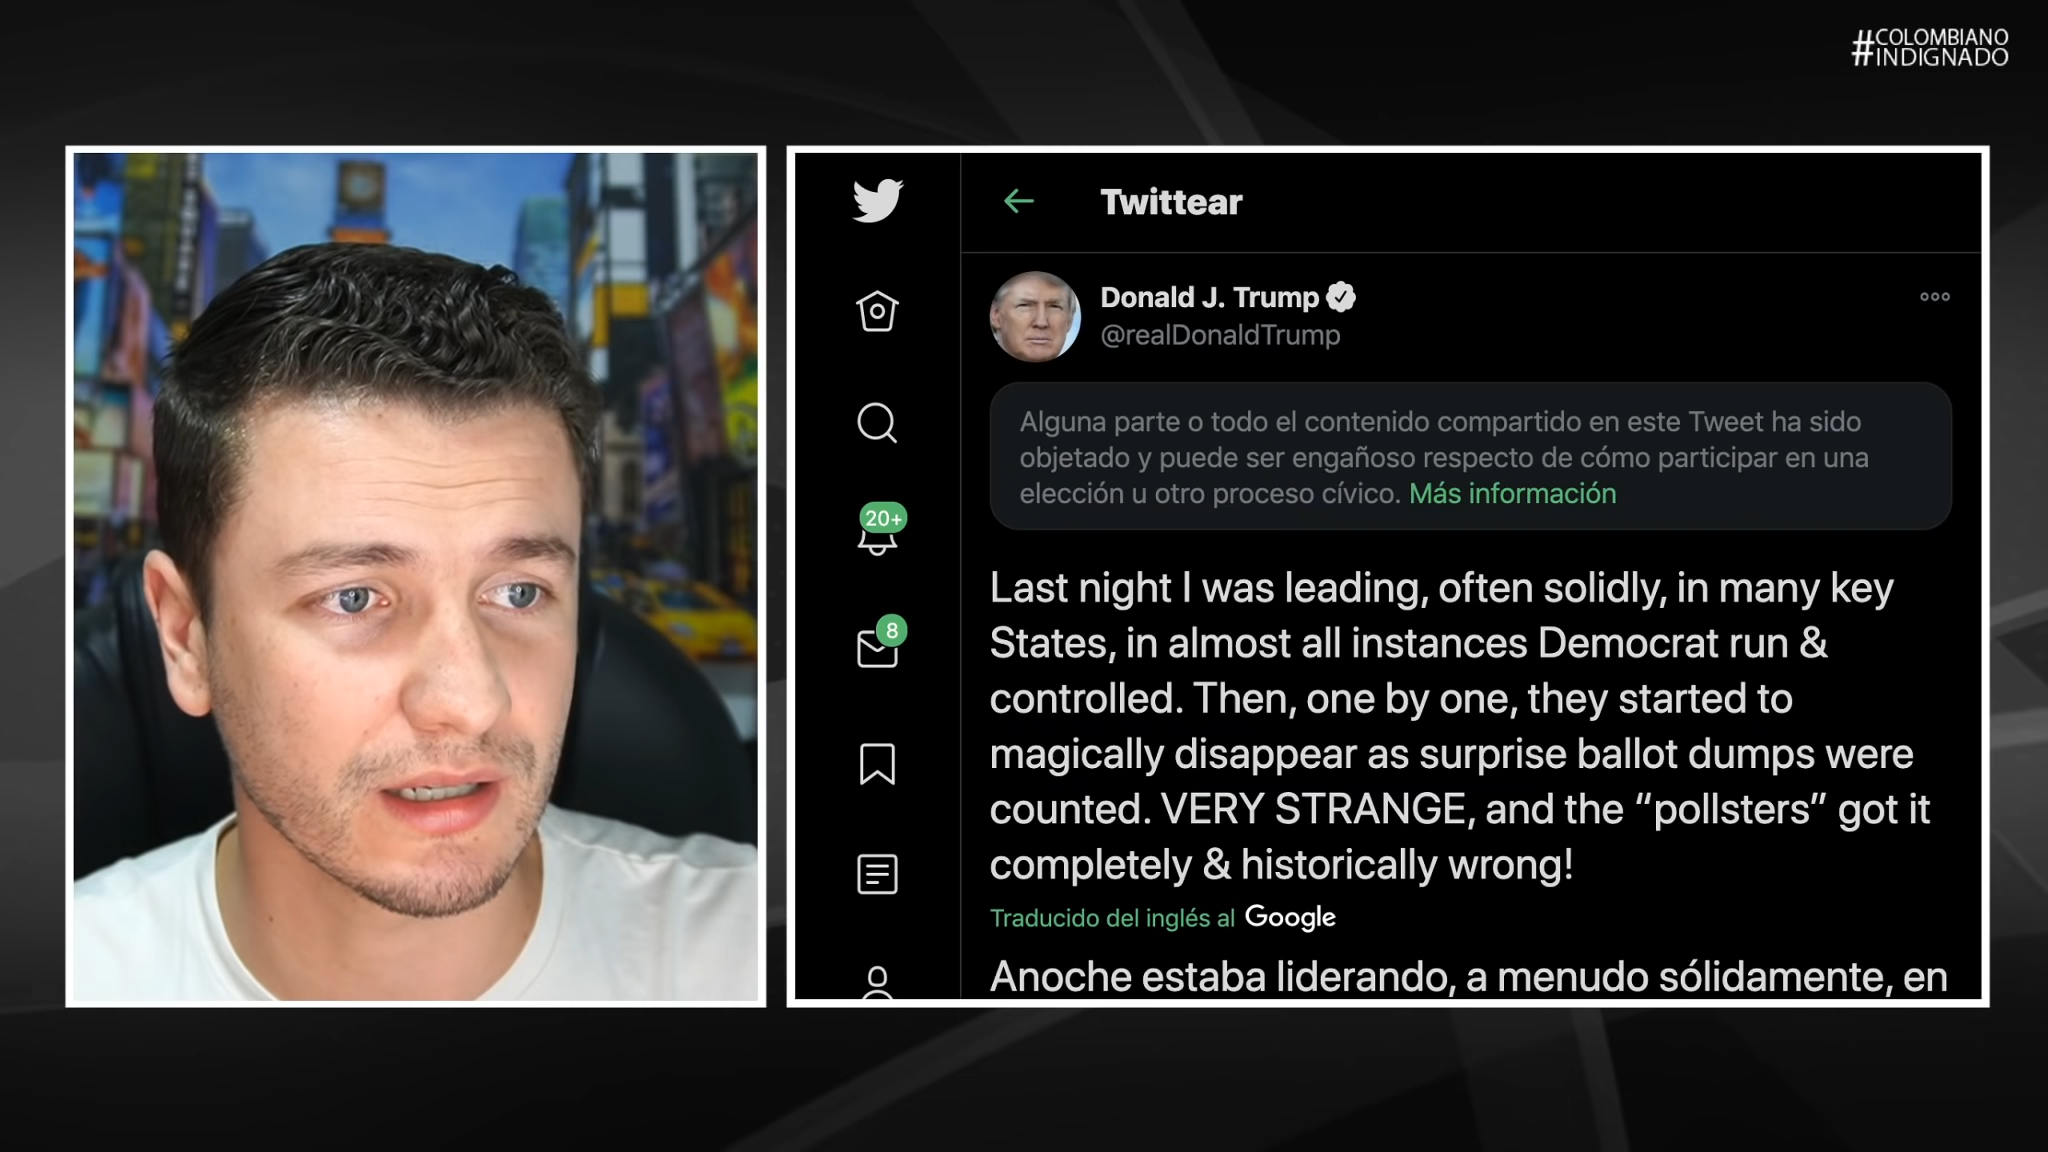 #COLOMBIANO
INDIGNADO
Twittear
Donald J. Trump
@realDonaldTrump
Alguna parte o todo el contenido compartido en este Tweet ha sido
objetado y puede ser engañoso respecto de cómo participar en una
elección u otro proceso cívico. Más información
20+
8
Last night I was leading, often solidly, in many key
States, in almost all instances Democrat run &
controlled. Then, one by one, they started to
magically disappear as surprise ballot dumps were
counted. VERY STRANGE, and the “pollsters” got it
completely & historically wrong!
Traducido del inglés al Google
Anoche estaba liderando, a menudo sólidamente, en